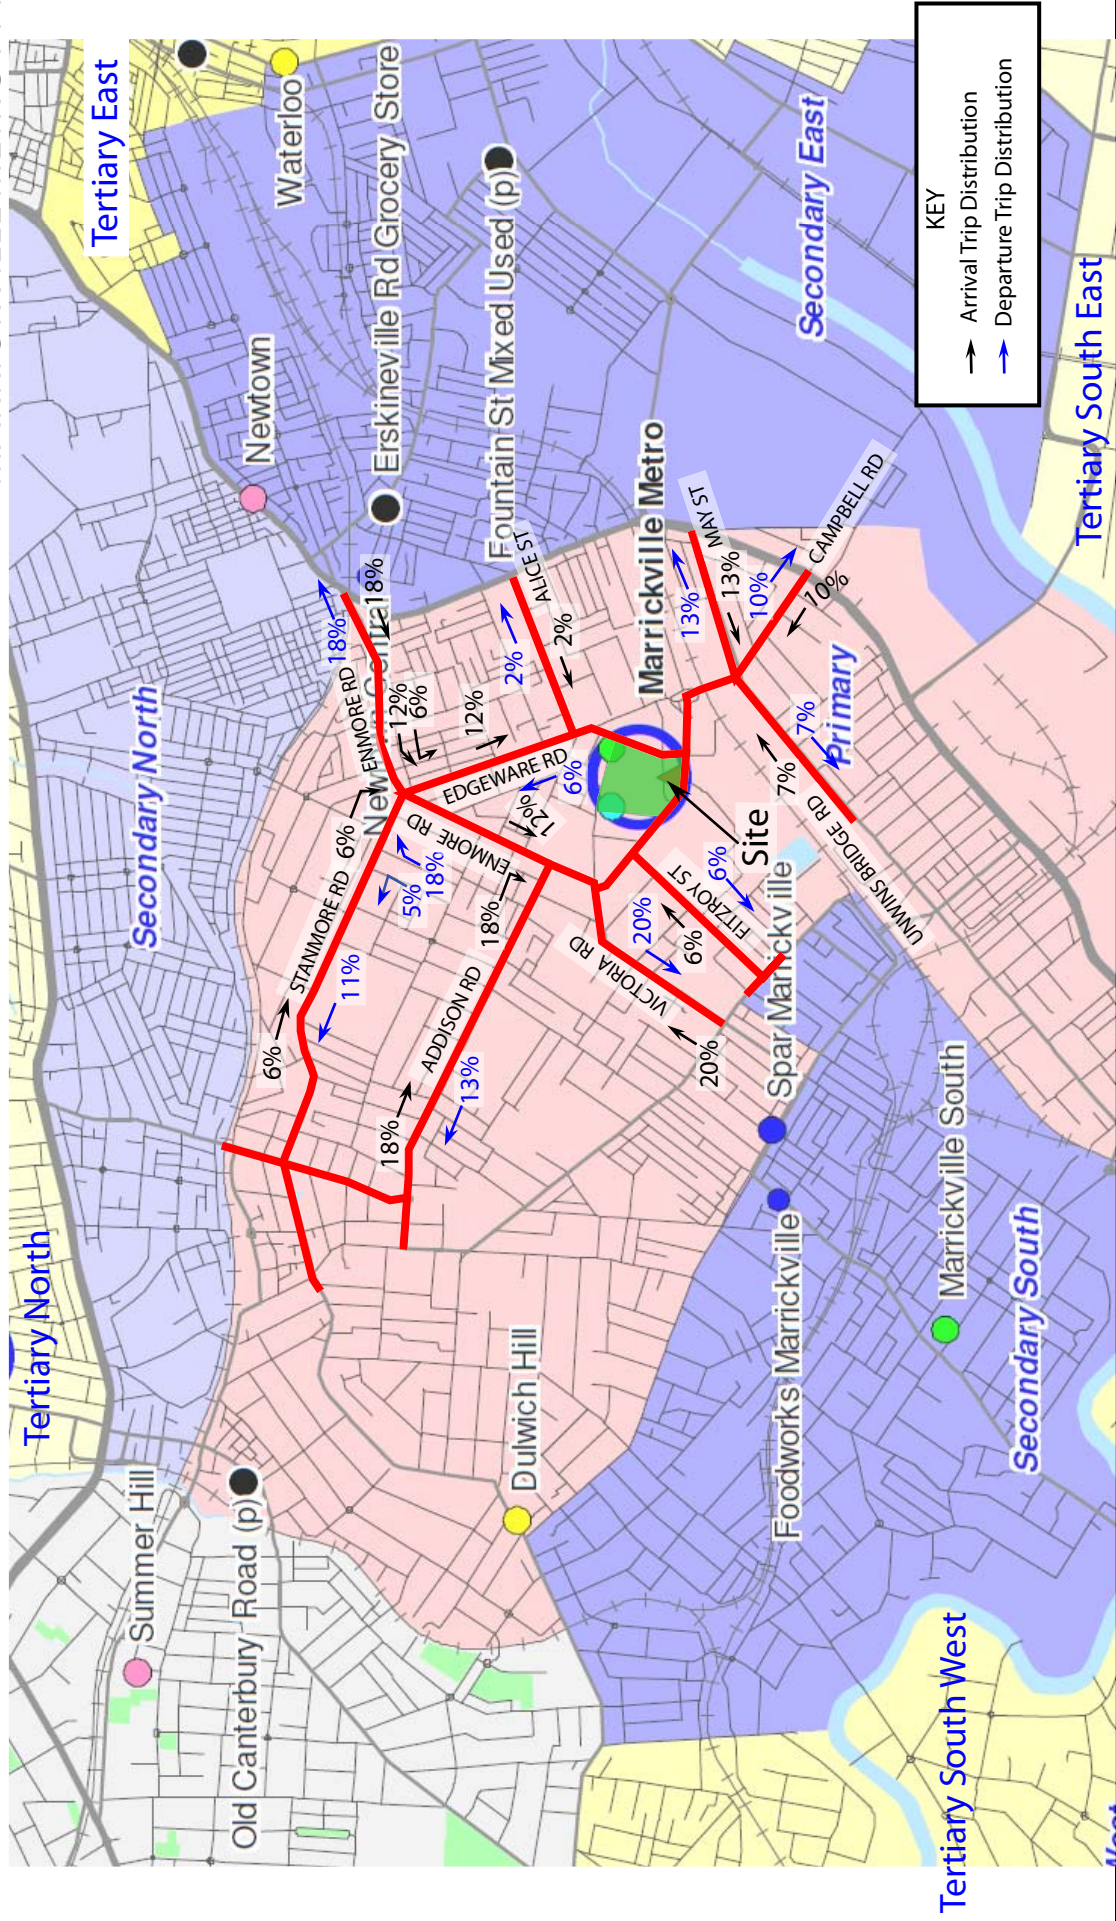 Tertiary North
Summer Hill
Old Canterbury Road (p)
Dulwich Hill
Foodworks Marrickville
Spar Marrickville
Marrickville South
Secondary South
Tertiary South West
Secondary North
Newtown
Tertiary East
Waterloo
Erskineville Rd Grocery Store
Fountain St Mixed Used (p)
Marrickville Metro
Secondary East
Tertiary South East
Primary
Site
STANMORE RD
6%
6%
11%
ENMORE RD
18%
18%
12%
6%
12%
EDGEWARE RD
6%
ENMORE RD
12%
5%
18%
18%
ADDISON RD
18%
13%
ALICE ST
2%
2%
MAY ST
13%
13%
CAMPBELL RD
10%
10%
UNWINS BRIDGE RD
7%
7%
FITZROY ST
6%
6%
VICTORIA RD
20%
20%
KEY
Arrival Trip Distribution
Departure Trip Distribution